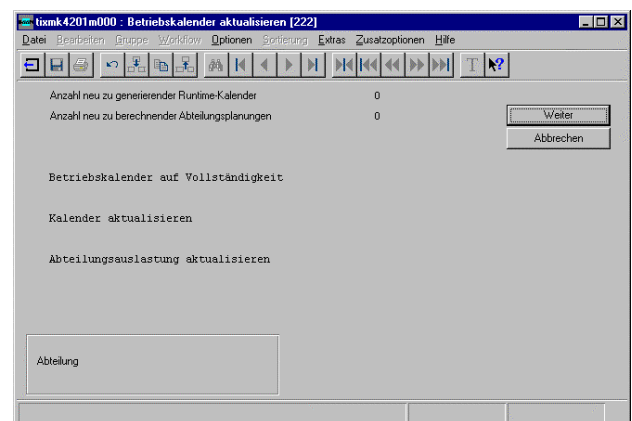 tixmk4201m000 : Betriebskalender aktualisieren [222]
Datei Bearbeiten Gruppe Workflow Optionen Sortierung Extras Zusatzoptionen Hilfe
T ?
Anzahl neu zu generierender Runtime-Kalender 0
Anzahl neu zu berechnender Abteilungsplanungen 0
Weiter
Abbrechen
Betriebskalender auf Vollständigkeit
Kalender aktualisieren
Abteilungsauslastung aktualisieren
Abteilung